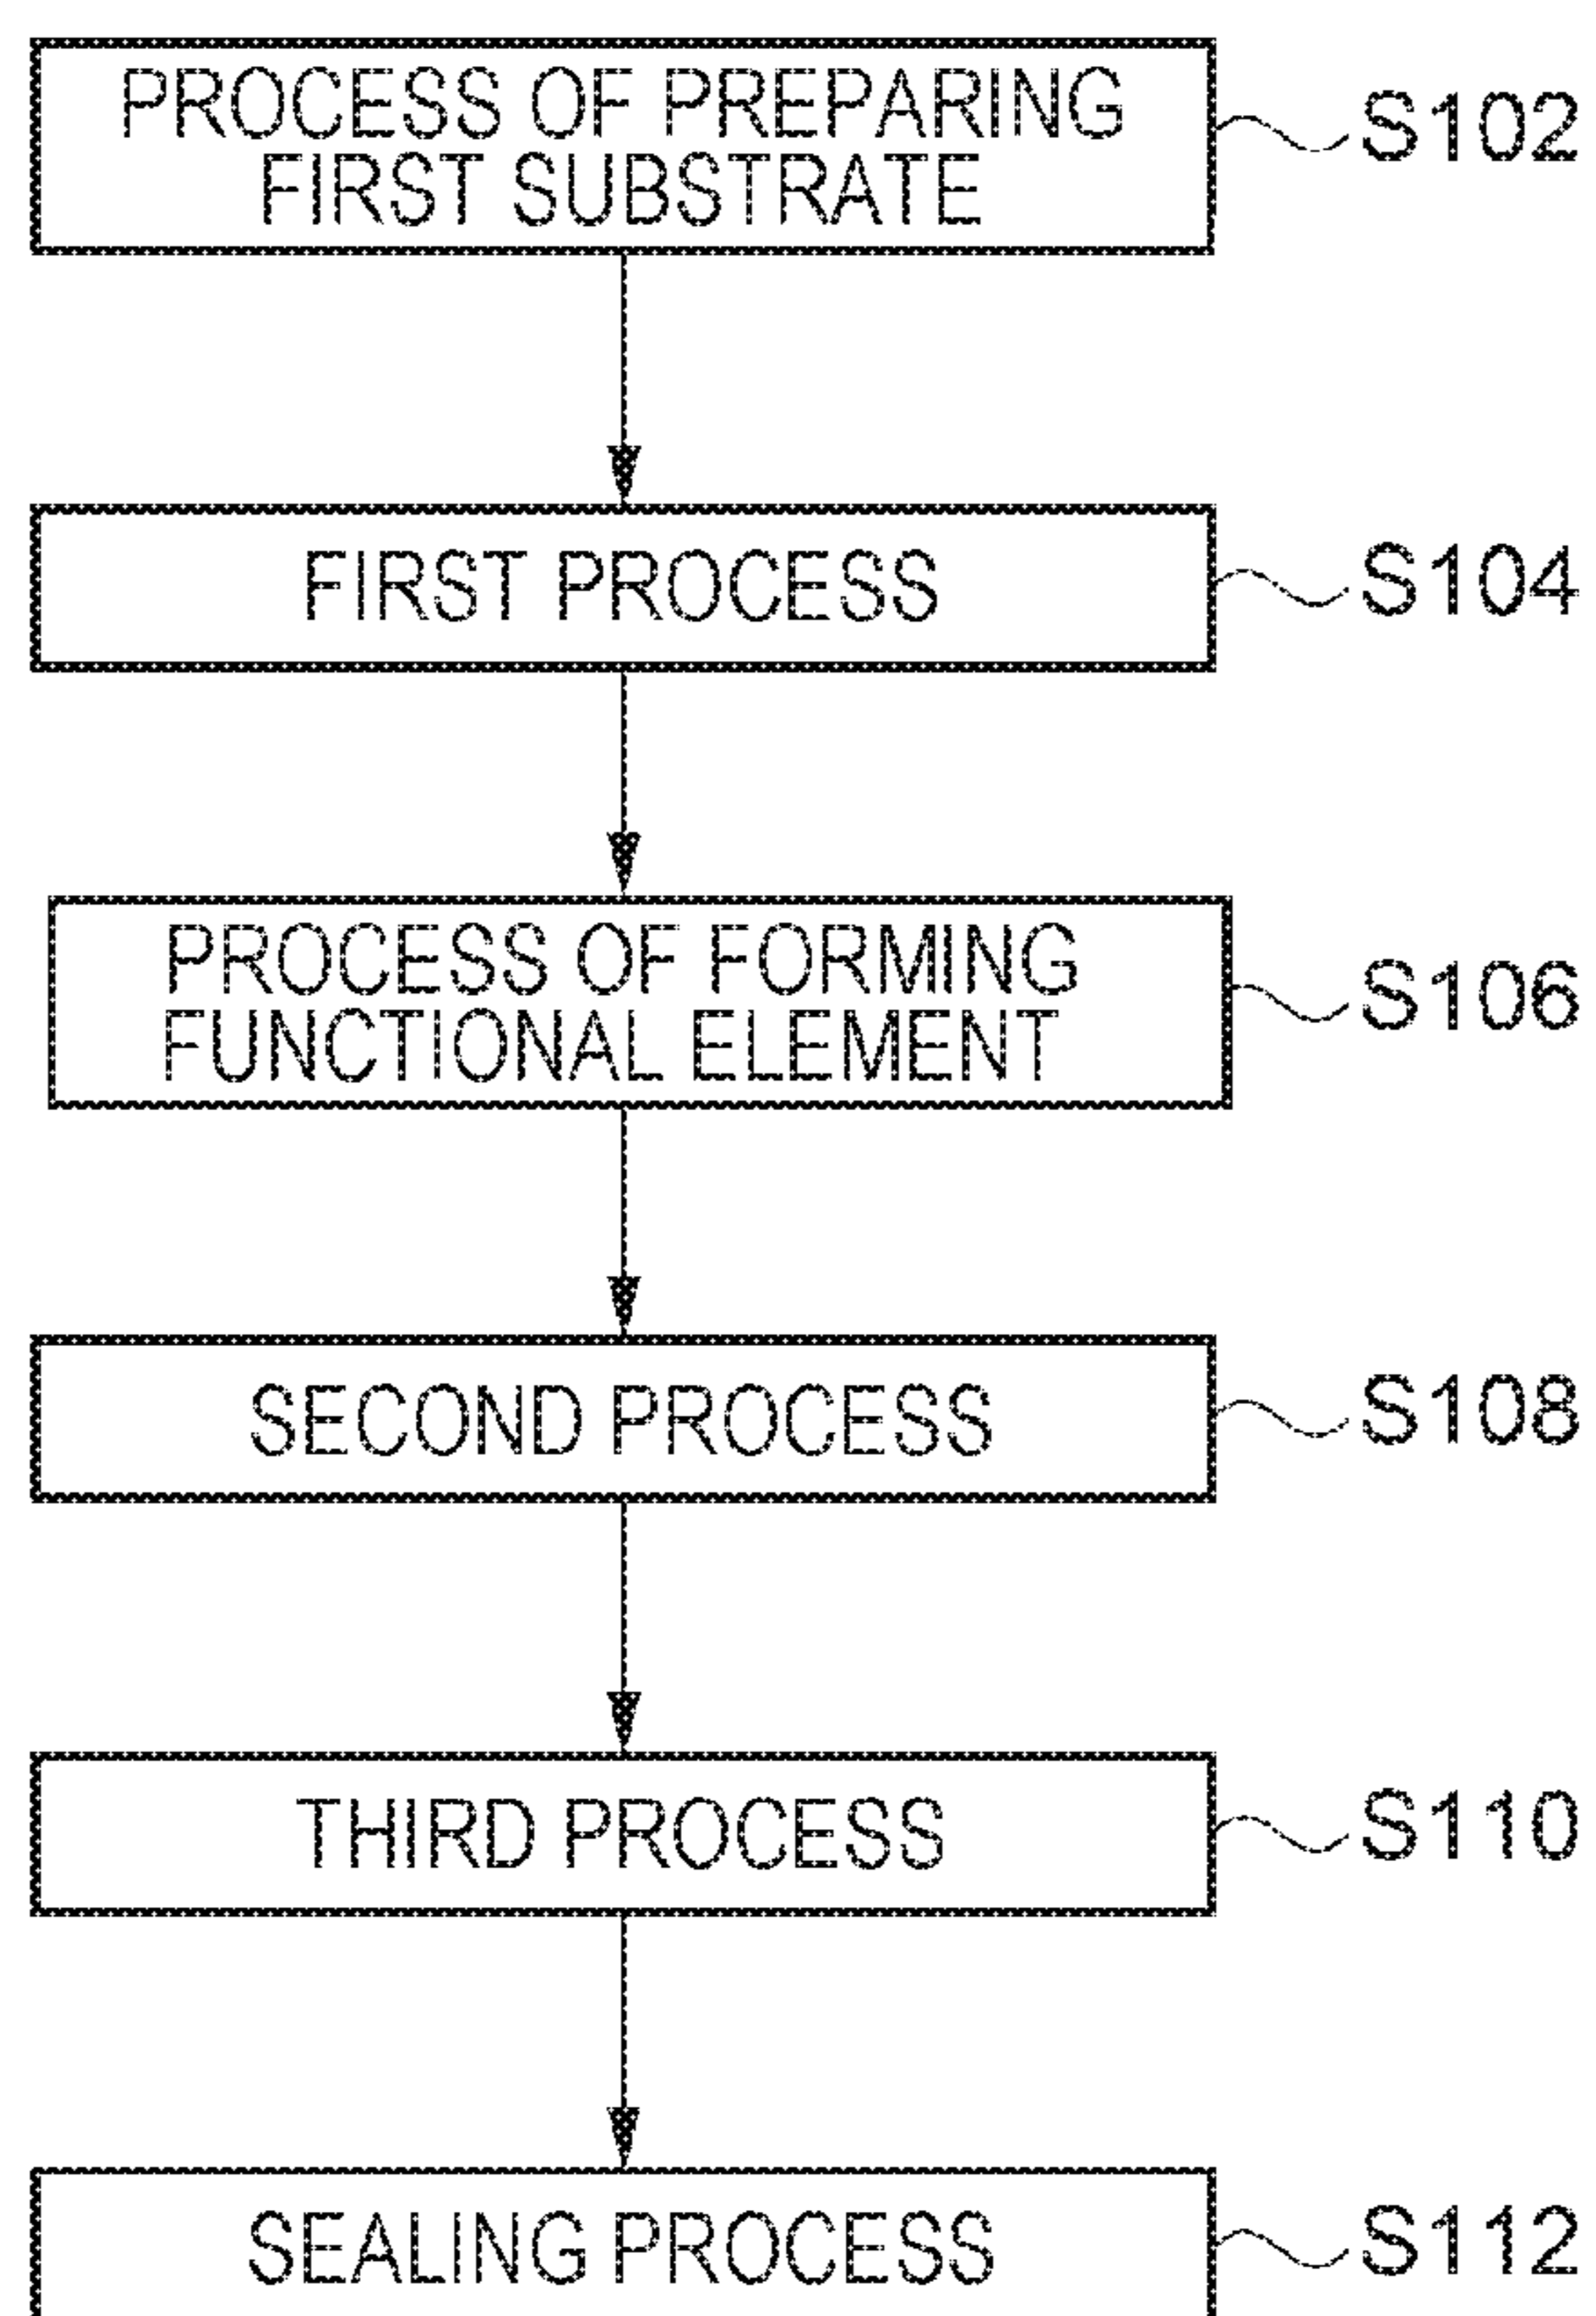 PROCESS OF PREPARING
FIRST SUBSTRATE
S102
FIRST PROCESS
S104
PROCESS OF FORMING
FUNCTIONAL ELEMENT
S106
SECOND PROCESS
S108
THIRD PROCESS
S110
SEALING PROCESS
S112